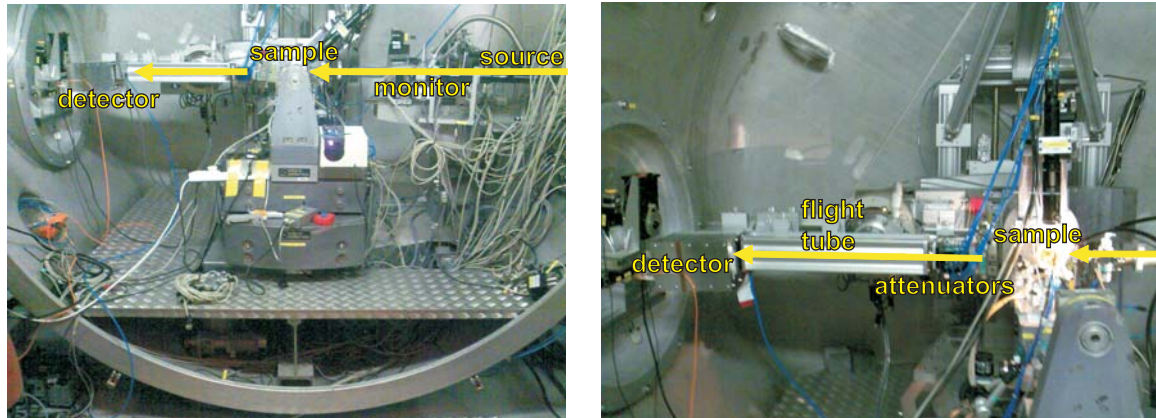 sample
source
monitor
detector
flight
tube
sample
detector
attenuators